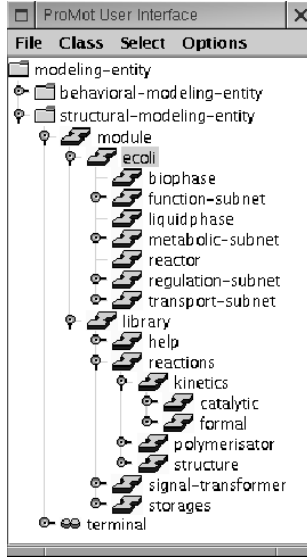 ProMot User Interface
File Class Select Options
modeling-entity
behavioral-modeling-entity
structural-modeling-entity
module
ecoli
biophase
function-subnet
liquidphase
metabolic-subnet
reactor
regulation-subnet
transport-subnet
library
help
reactions
kinetics
catalytic
formal
polymerisator
structure
signal-transformer
storages
terminal